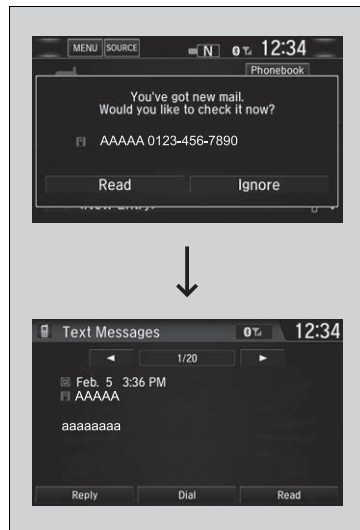 MENU SOURCE N 12:34
Phonebook
You've got new mail.
Would you like to check it now?
AAAAA 0123-456-7890
Read Ignore
Text Messages 12:34
◄ 1/20 ►
Feb. 5 3:36 PM
AAAAA
aaaaaaaa
Reply Dial Read